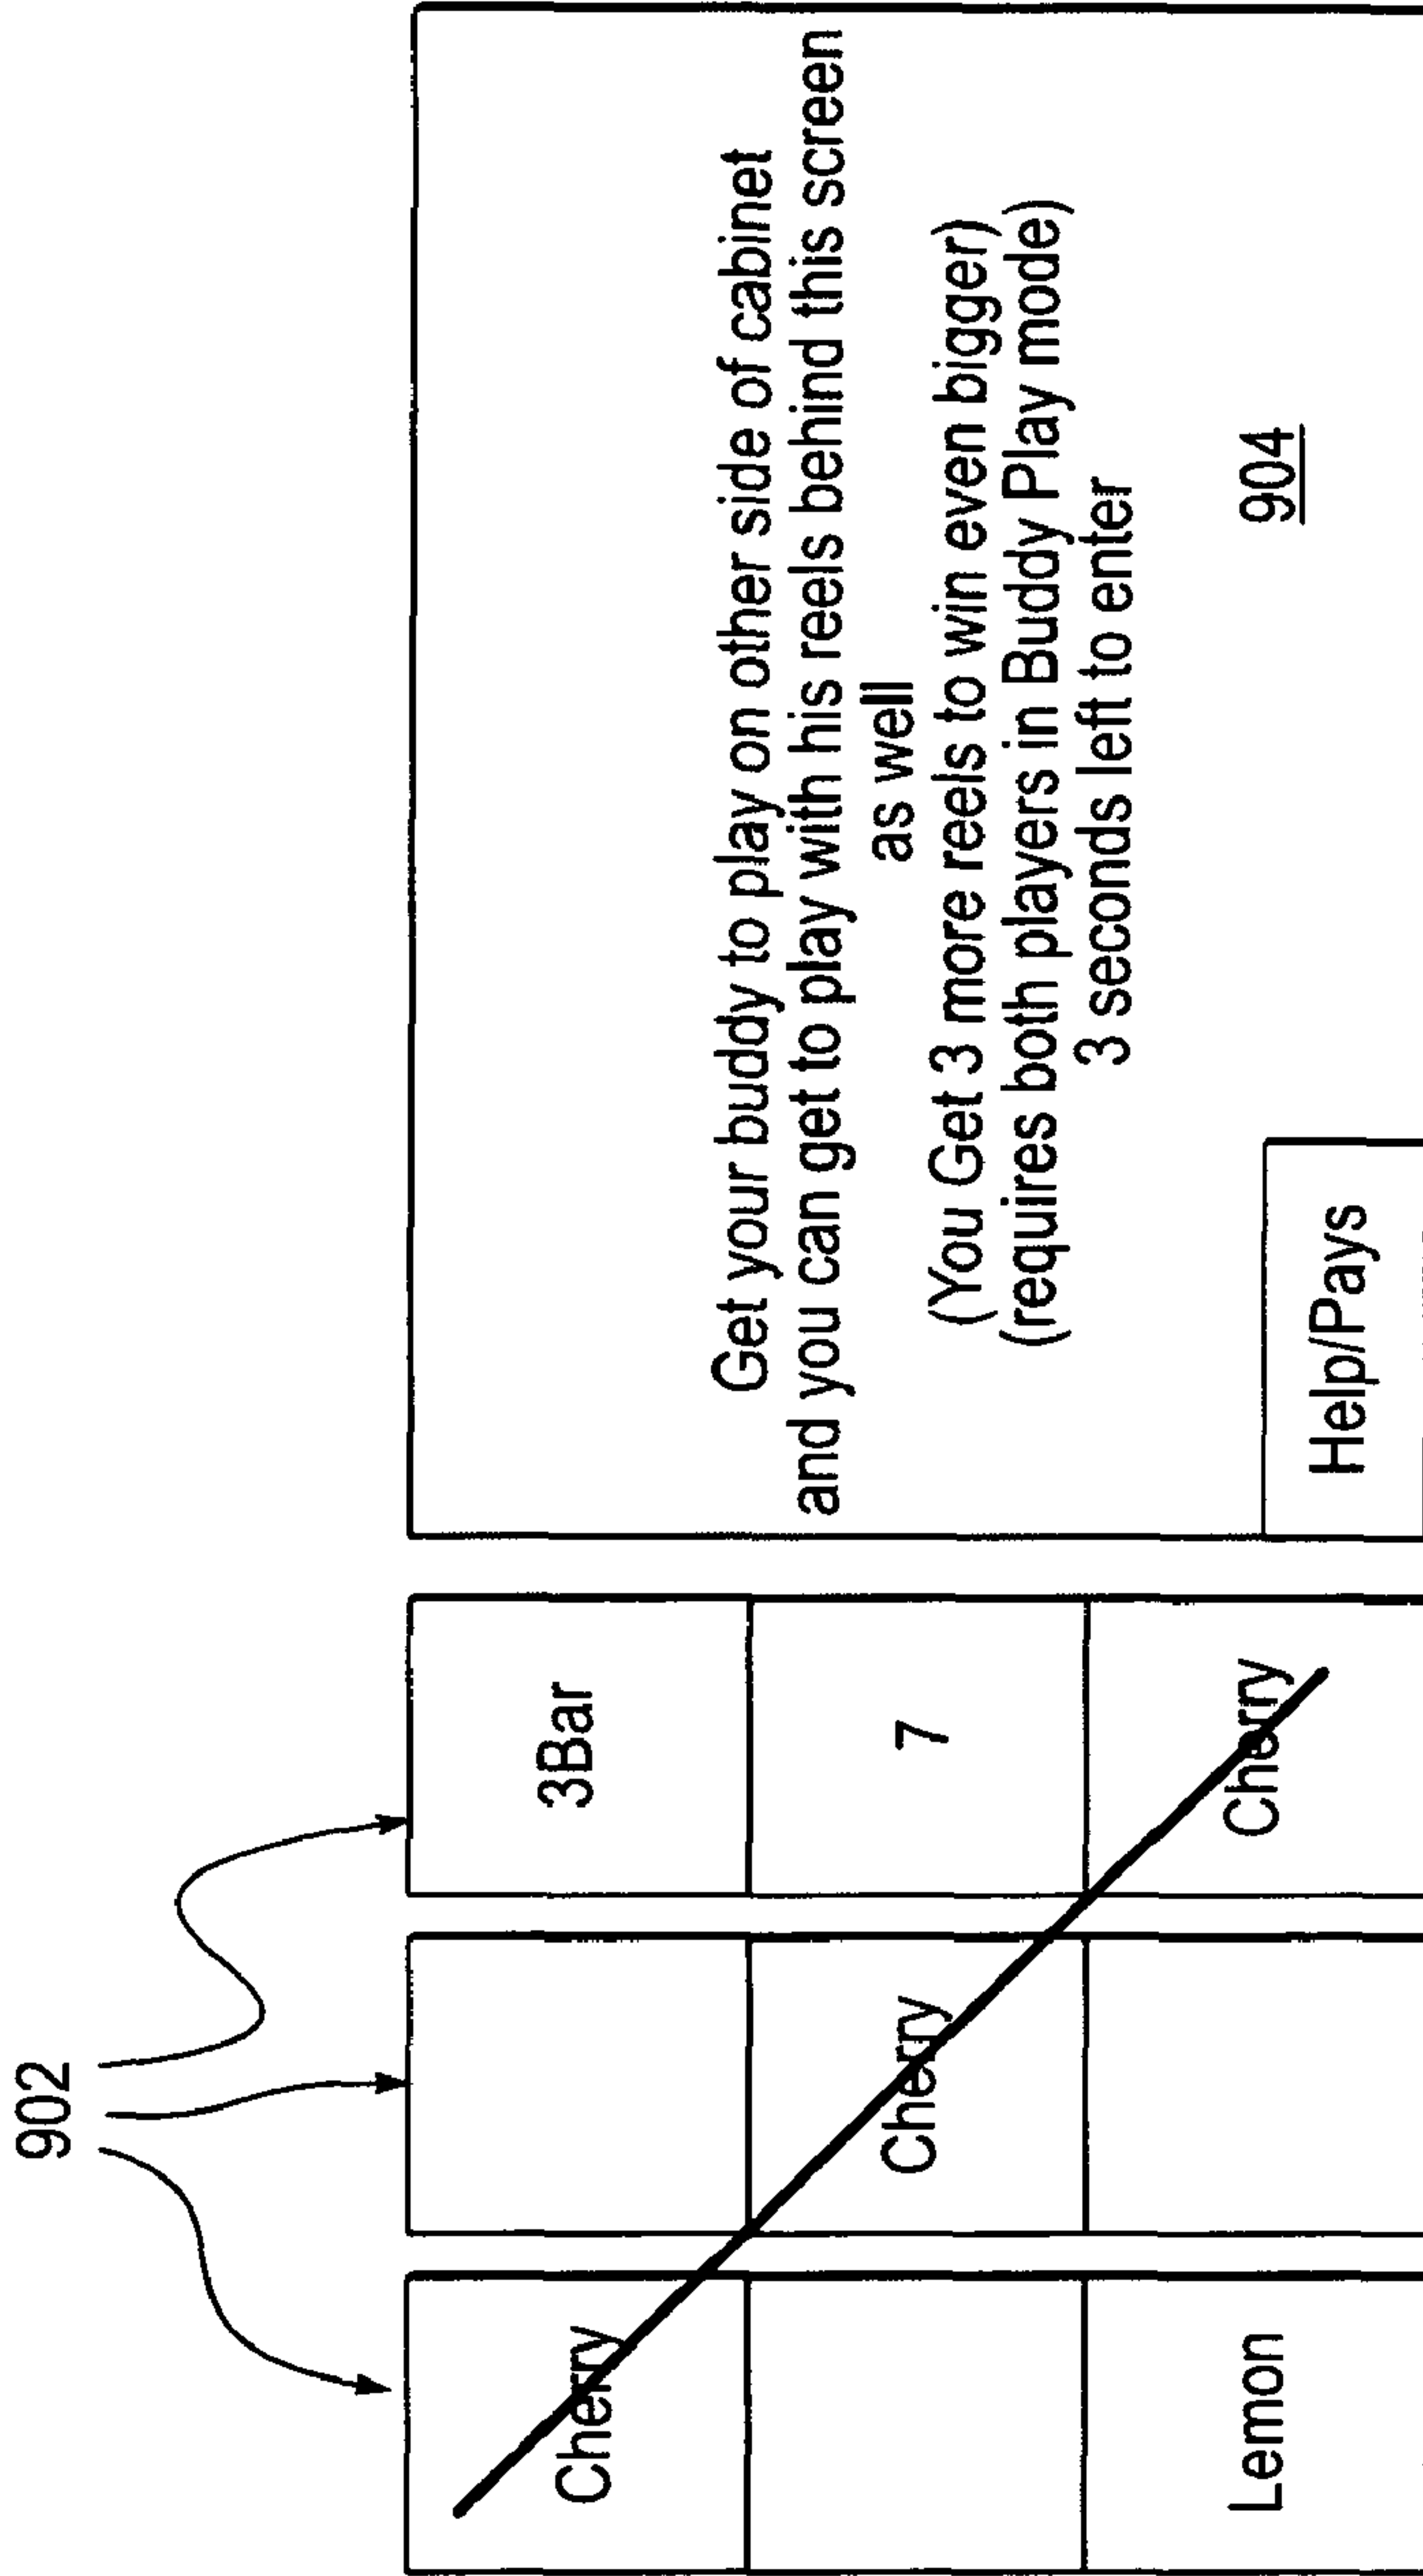 902
Cherry
3Bar
Cherry
7
Lemon
Cherry
Get your buddy to play on other side of cabinet
and you can get to play with his reels behind this screen
as well
(You Get 3 more reels to win even bigger)
(requires both players in Buddy Play mode)
3 seconds left to enter
904
Help/Pays